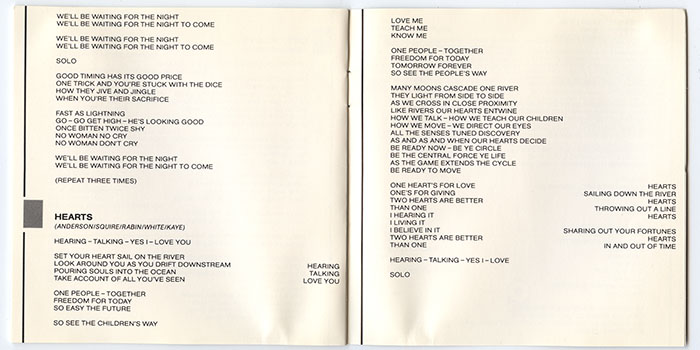 WE'LL BE WAITING FOR THE NIGHT
WE'LL BE WAITING FOR THE NIGHT TO COME
WE'LL BE WAITING FOR THE NIGHT
WE'LL BE WAITING FOR THE NIGHT TO COME
SOLO
GOOD TIMING HAS ITS GOOD PRICE
ONE TRICK AND YOU'RE STUCK WITH THE DICE
HOW THEY JIVE AND JINGLE
WHEN YOU'RE THEIR SACRIFICE
FAST AS LIGHTNING
GO – GO GET HIGH – HE'S LOOKING GOOD
ONCE BITTEN TWICE SHY
NO WOMAN NO CRY
NO WOMAN DON'T CRY
WE'LL BE WAITING FOR THE NIGHT
WE'LL BE WAITING FOR THE NIGHT TO COME
(REPEAT THREE TIMES)
HEARTS
(ANDERSON/SQUIRE/RABIN/WHITE/KAYE)
HEARING – TALKING – YES I – LOVE YOU
SET YOUR HEART SAIL ON THE RIVER
LOOK AROUND YOU AS YOU DRIFT DOWNSTREAM
POURING SOULS INTO THE OCEAN
TAKE ACCOUNT OF ALL YOU'VE SEEN
HEARING
TALKING
LOVE YOU
ONE PEOPLE – TOGETHER
FREEDOM FOR TODAY
SO EASY THE FUTURE
SO SEE THE CHILDREN'S WAY
LOVE ME
TEACH ME
KNOW ME
ONE PEOPLE – TOGETHER
FREEDOM FOR TODAY
TOMORROW FOREVER
SO SEE THE PEOPLE'S WAY
MANY MOONS CASCADE ONE RIVER
THEY LIGHT FROM SIDE TO SIDE
AS WE CROSS IN CLOSE PROXIMITY
LIKE RIVERS OUR HEARTS ENTWINE
HOW WE TALK – HOW WE TEACH OUR CHILDREN
HOW WE MOVE – WE DIRECT OUR EYES
ALL THE SENSES TUNED DISCOVERY
AS AND AS AND WHEN OUR HEARTS DECIDE
BE READY NOW – BE YE CIRCLE
BE THE CENTRAL FORCE YE LIFE
AS THE GAME EXTENDS THE CYCLE
BE READY TO MOVE
ONE HEART'S FOR LOVE
ONE'S FOR GIVING
TWO HEARTS ARE BETTER
THAN ONE
I HEARING IT
I LIVING IT
I BELIEVE IN IT
TWO HEARTS ARE BETTER
THAN ONE
HEARTS
SAILING DOWN THE RIVER
HEARTS
THROWING OUT A LINE
HEARTS
SHARING OUT YOUR FORTUNES
HEARTS
IN AND OUT OF TIME
HEARING – TALKING – YES I – LOVE
SOLO